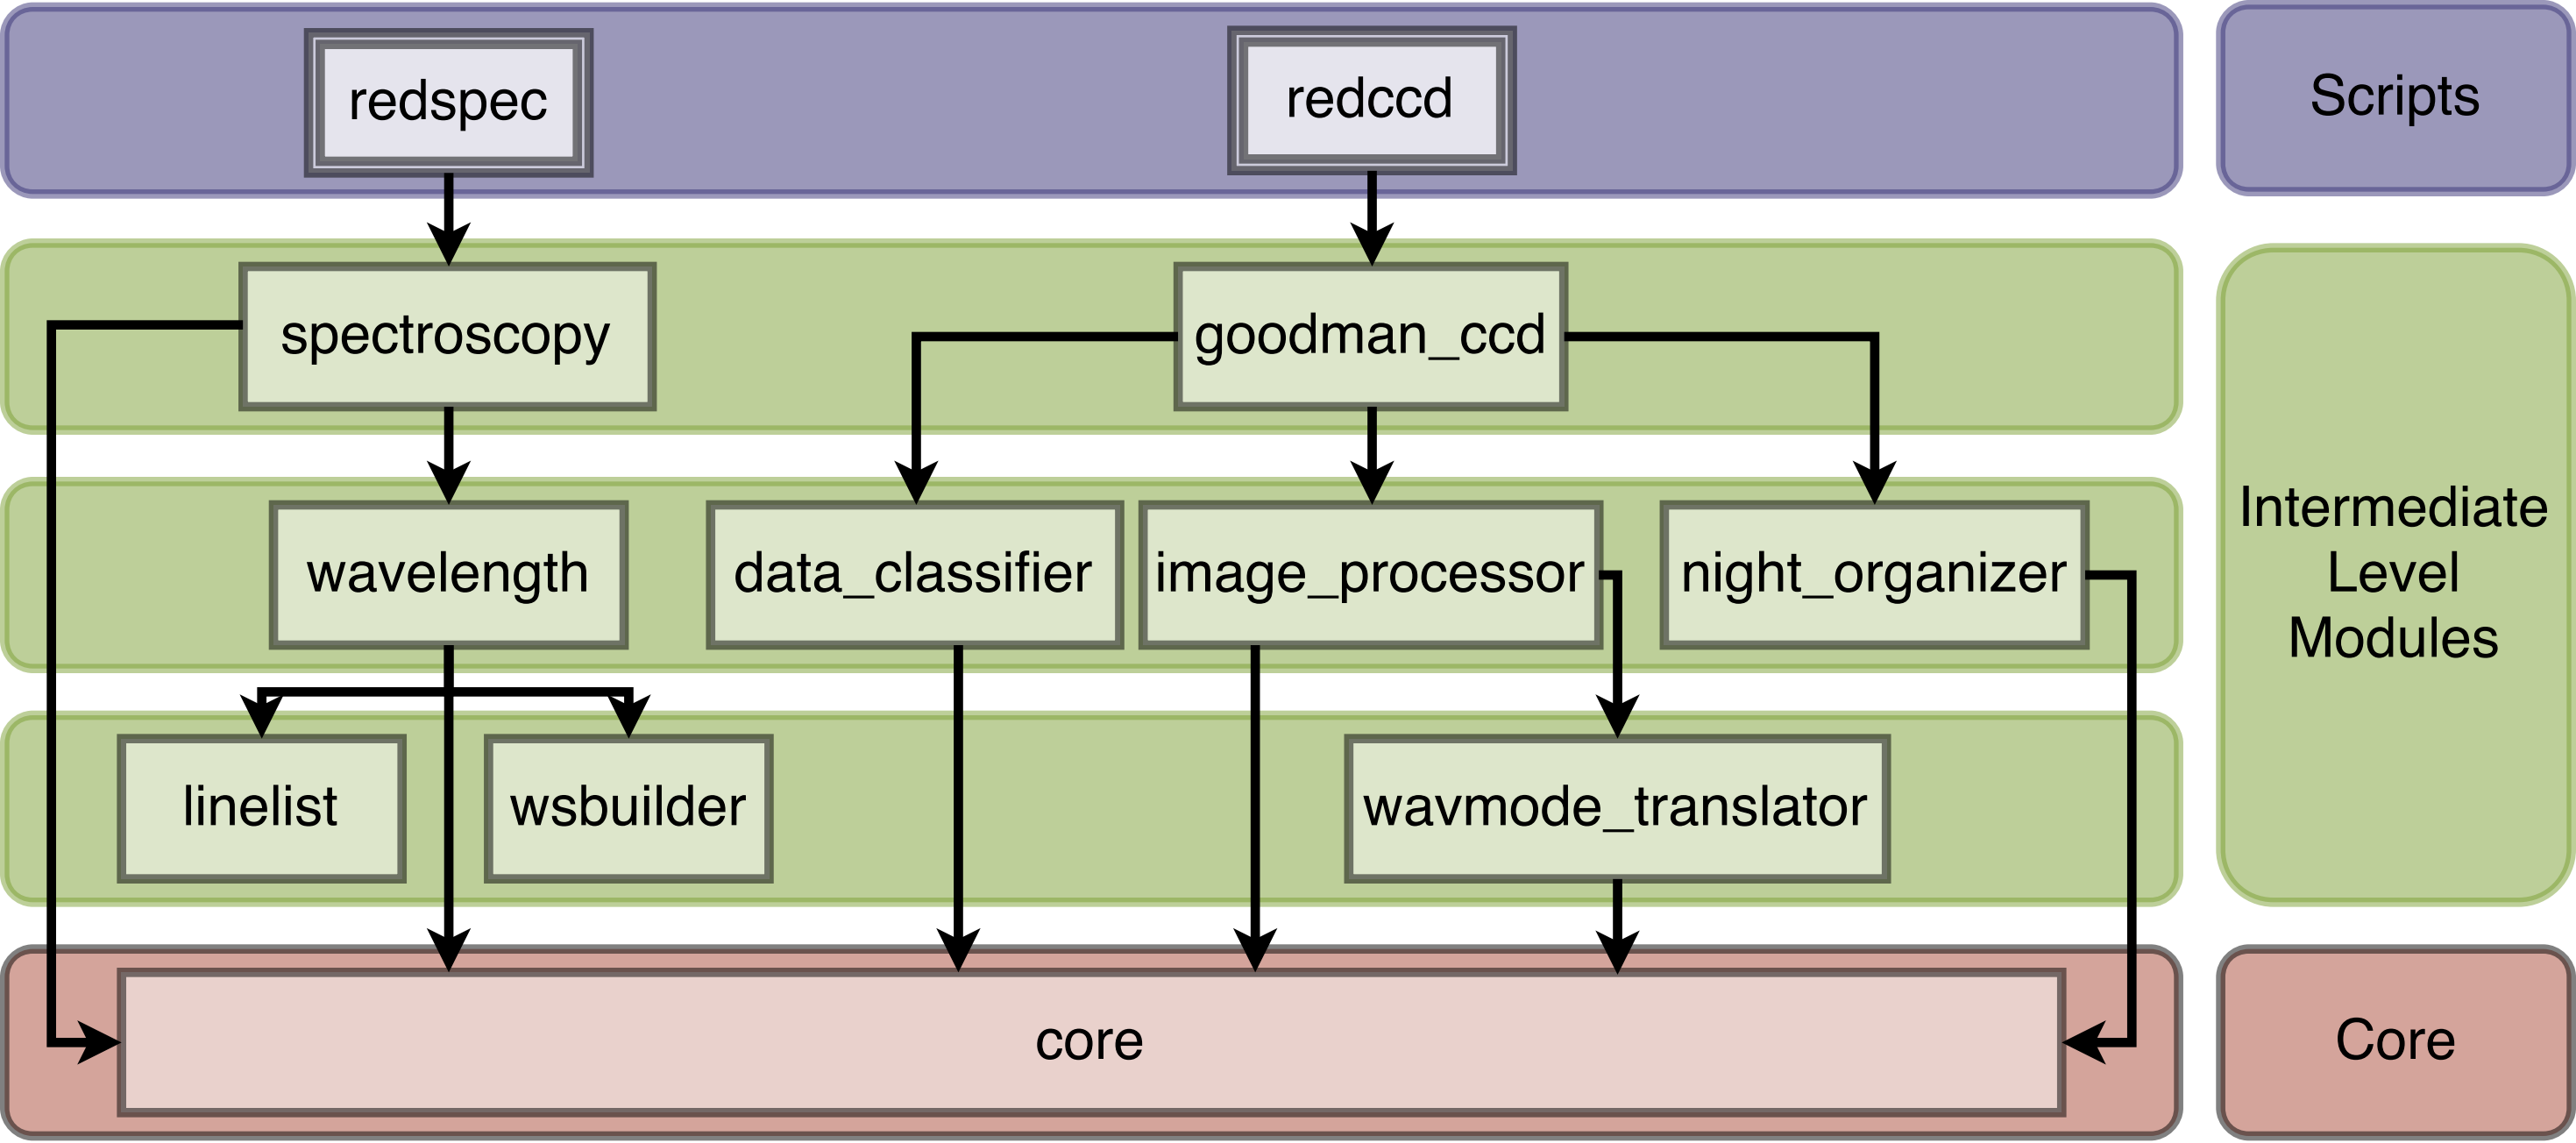 redspec
redccd
Scripts
spectroscopy
goodman_ccd
wavelength
data_classifier
image_processor
night_organizer
Intermediate
Level
Modules
linelist
wsbuilder
wavmode_translator
core
Core